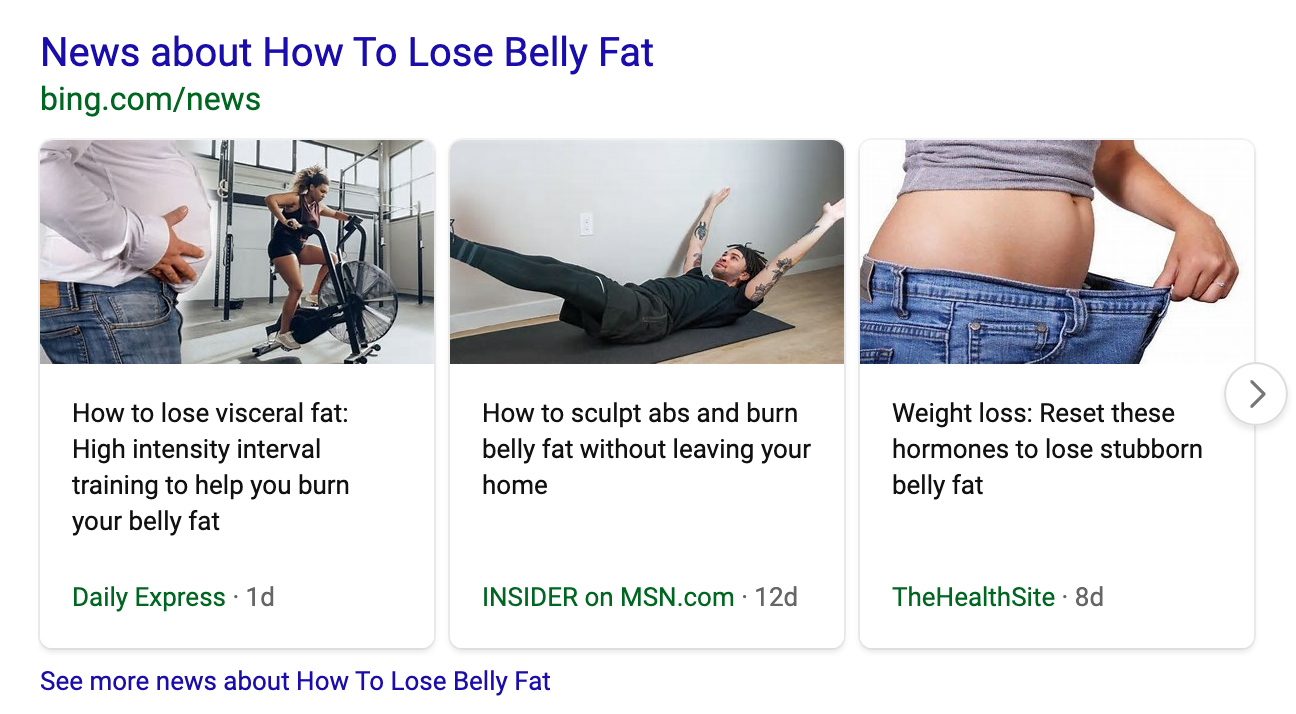 News about How To Lose Belly Fat
bing.com/news
How to lose visceral fat:
High intensity interval
training to help you burn
your belly fat
Daily Express · 1d
How to sculpt abs and burn
belly fat without leaving your
home
INSIDER on MSN.com · 12d
Weight loss: Reset these
hormones to lose stubborn
belly fat
TheHealthSite · 8d
See more news about How To Lose Belly Fat